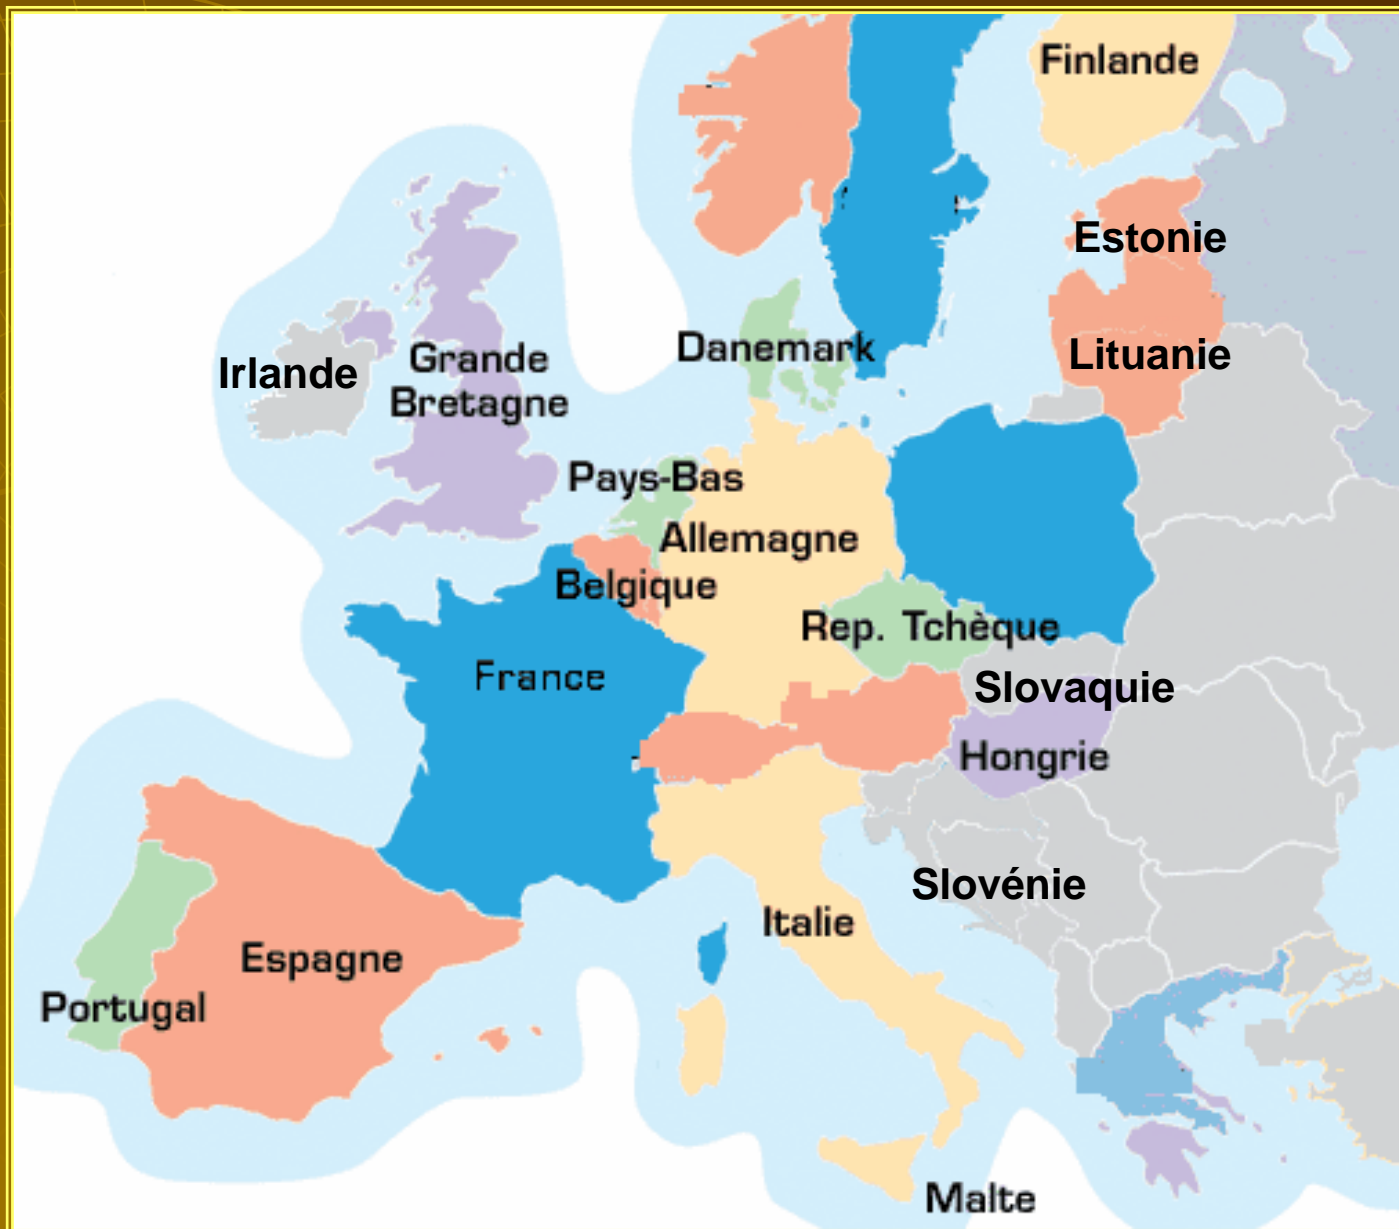 Finlande
Estonie
Danemark
Lituanie
Irlande
Grande
Bretagne
Pays-Bas
Allemagne
Belgique
Rep. Tchèque
France
Slovaquie
Hongrie
Slovénie
Italie
Espagne
Portugal
Malte